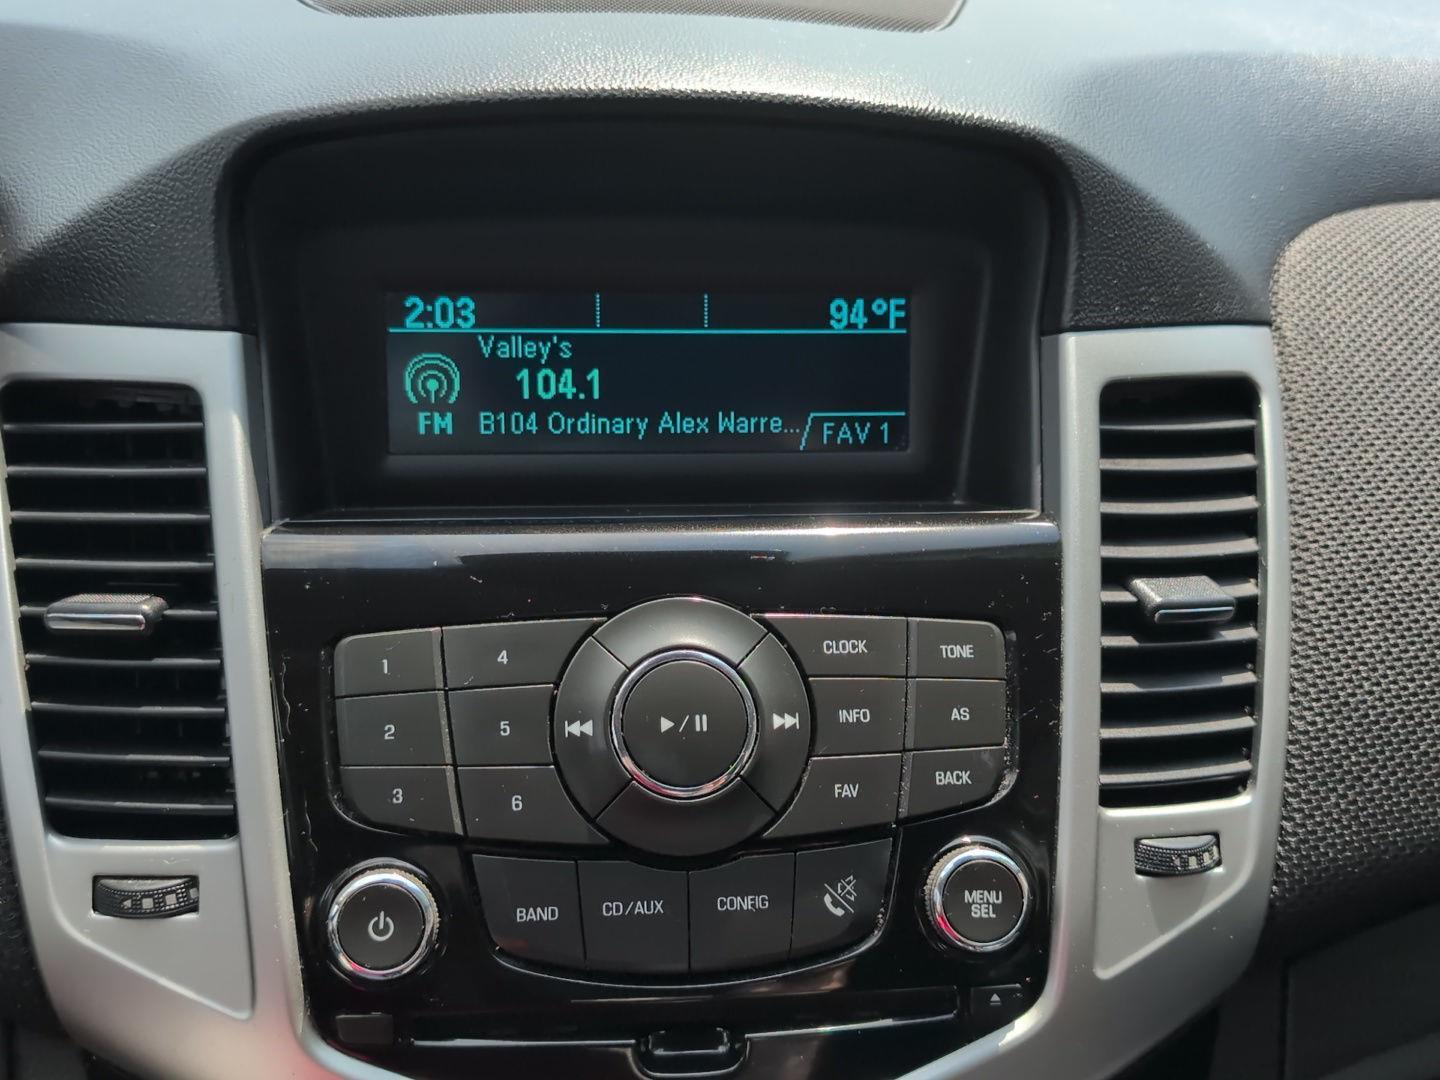 2:03 94°F
Valley's
104.1
FM B104 Ordinary Alex Warre... FAV 1
1 4 CLOCK TONE
2 5 INFO AS
3 6 FAV BACK
BAND CD/AUX CONFIG
MENU
SEL